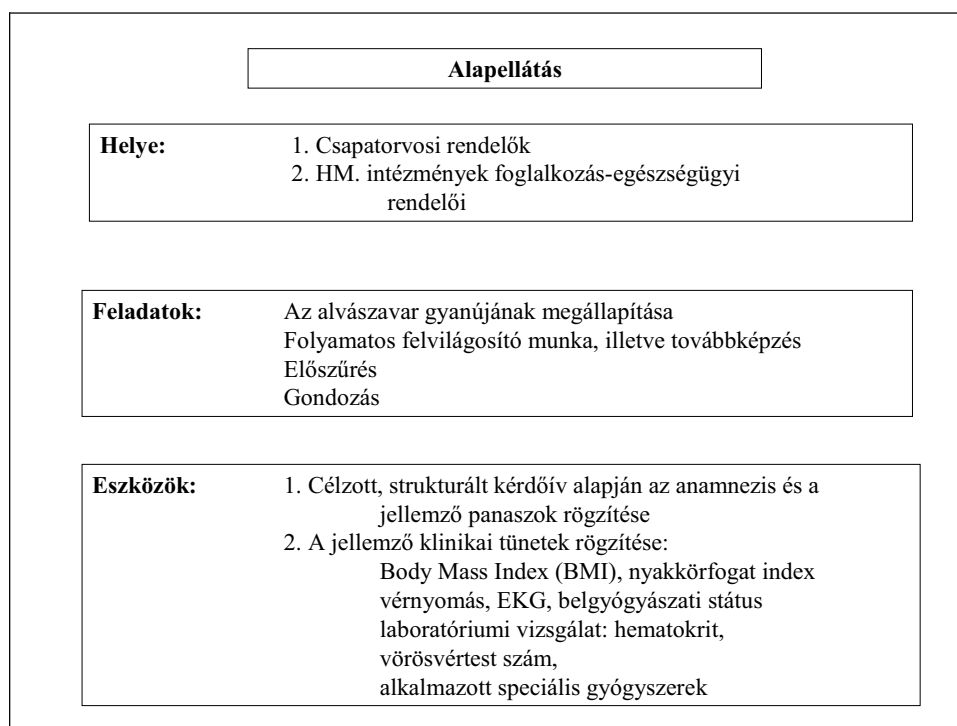 Alapellátás
Helye: 1. Csapatorvosi rendelők
2. HM. intézmények foglalkozás-egészségügyi
rendelői
Feladatok: Az alvászavar gyanújának megállapítása
Folyamatos felvilágosító munka, illetve továbbképzés
Előszűrés
Gondozás
Eszközök: 1. Célzott, strukturált kérdőív alapján az anamnezis és a
jellemző panaszok rögzítése
2. A jellemző klinikai tünetek rögzítése:
Body Mass Index (BMI), nyakkörfogat index
vérnyomás, EKG, belgyógyászati státus
laboratóriumi vizsgálat: hematokrit,
vörösvértest szám,
alkalmazott speciális gyógyszerek